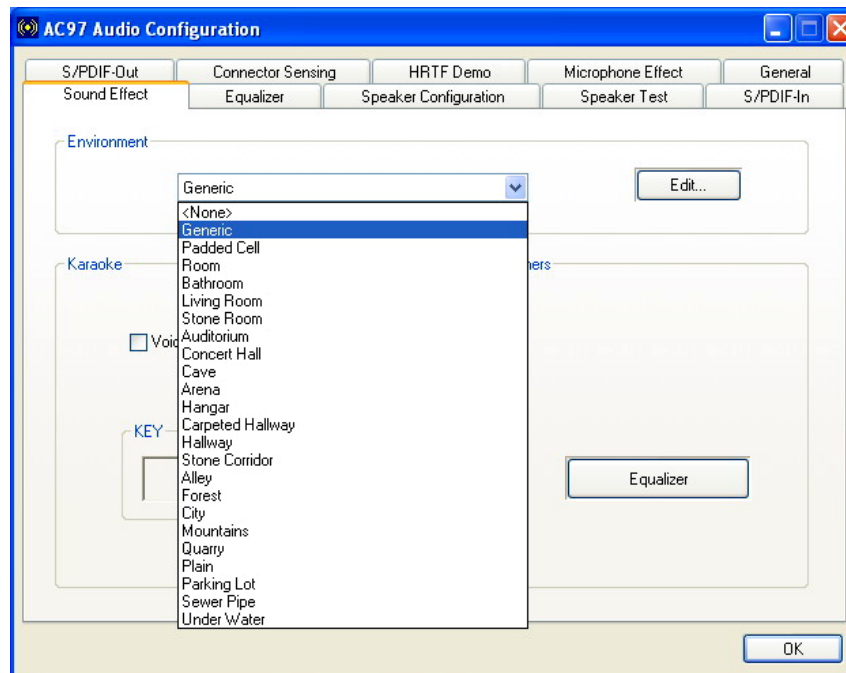 AC97 Audio Configuration
S/PDIF-Out Connector Sensing HRTF Demo Microphone Effect General
Sound Effect Equalizer Speaker Configuration Speaker Test S/PDIF-In
Environment
Generic Edit...
<None>
Generic
Padded Cell
Karaoke
Room
Bathroom
Living Room
Stone Room
Auditorium
Concert Hall
Cave
Arena
Hangar
Carpeted Hallway
KEY
Hallway
Stone Corridor
Alley
Equalizer
Forest
City
Mountains
Quarry
Plain
Parking Lot
Sewer Pipe
Under Water
OK